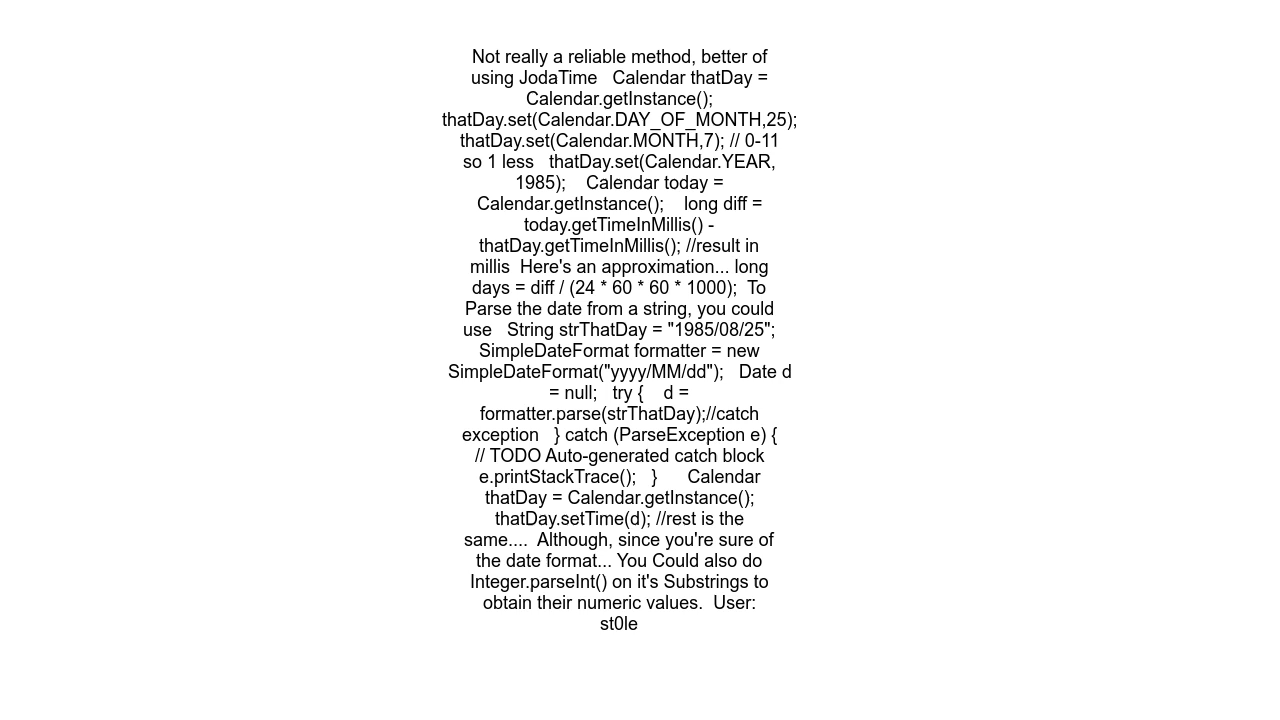 Not really a reliable method, better of
using JodaTime   Calendar thatDay =
Calendar.getInstance();
thatDay.set(Calendar.DAY_OF_MONTH,25);
thatDay.set(Calendar.MONTH,7); // 0-11
so 1 less   thatDay.set(Calendar.YEAR,
1985);    Calendar today =
Calendar.getInstance();    long diff =
today.getTimeInMillis() -
thatDay.getTimeInMillis(); //result in
millis  Here's an approximation... long
days = diff / (24 * 60 * 60 * 1000);  To
Parse the date from a string, you could
use   String strThatDay = "1985/08/25";
SimpleDateFormat formatter = new
SimpleDateFormat("yyyy/MM/dd");   Date d
= null;   try {    d =
formatter.parse(strThatDay);//catch
exception   } catch (ParseException e) {
// TODO Auto-generated catch block
e.printStackTrace();   }      Calendar
thatDay = Calendar.getInstance();
thatDay.setTime(d); //rest is the
same....  Although, since you're sure of
the date format... You Could also do
Integer.parseInt() on it's Substrings to
obtain their numeric values.  User:
st0le